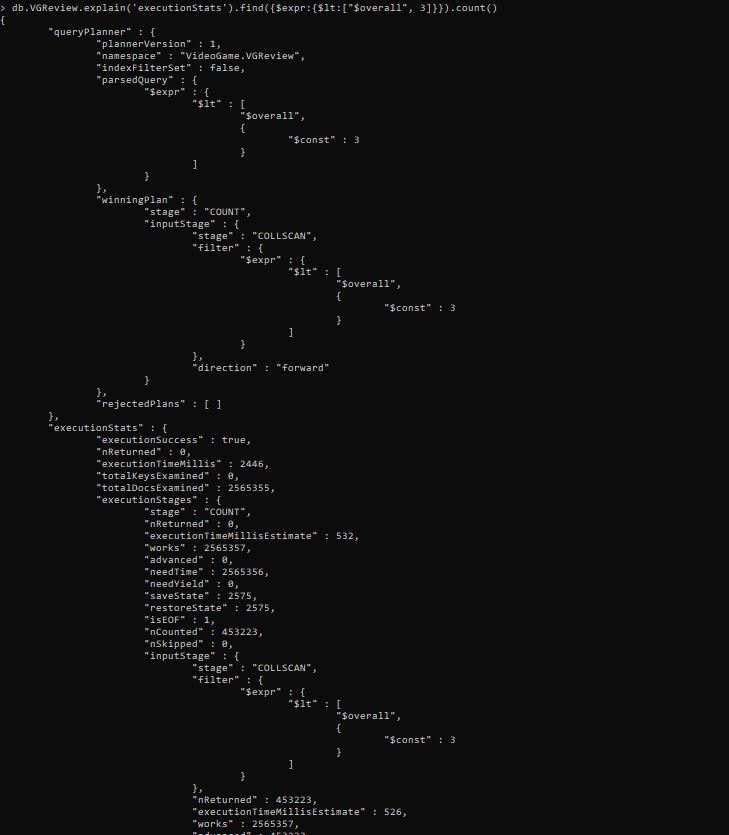 > db.VGReview.explain('executionStats').find({$expr:{$lt:["$overall", 3]}}).count()
{
"queryPlanner" : {
"plannerVersion" : 1,
"namespace" : "VideoGame.VGReview",
"indexFilterSet" : false,
"parsedQuery" : {
"$expr" : {
"$lt" : [
"$overall",
{
"$const" : 3
}
]
}
},
"winningPlan" : {
"stage" : "COUNT",
"inputStage" : {
"stage" : "COLLSCAN",
"filter" : {
"$expr" : {
"$lt" : [
"$overall",
{
"$const" : 3
}
]
}
},
"direction" : "forward"
}
},
"rejectedPlans" : [ ]
},
"executionStats" : {
"executionSuccess" : true,
"nReturned" : 0,
"executionTimeMillis" : 2446,
"totalKeysExamined" : 0,
"totalDocsExamined" : 2565355,
"executionStages" : {
"stage" : "COUNT",
"nReturned" : 0,
"executionTimeMillisEstimate" : 532,
"works" : 2565357,
"advanced" : 0,
"needTime" : 2565356,
"needYield" : 0,
"saveState" : 2575,
"restoreState" : 2575,
"isEOF" : 1,
"nCounted" : 453223,
"nSkipped" : 0,
"inputStage" : {
"stage" : "COLLSCAN",
"filter" : {
"$expr" : {
"$lt" : [
"$overall",
{
"$const" : 3
}
]
}
},
"nReturned" : 453223,
"executionTimeMillisEstimate" : 526,
"works" : 2565357,
"advanced" : 453223